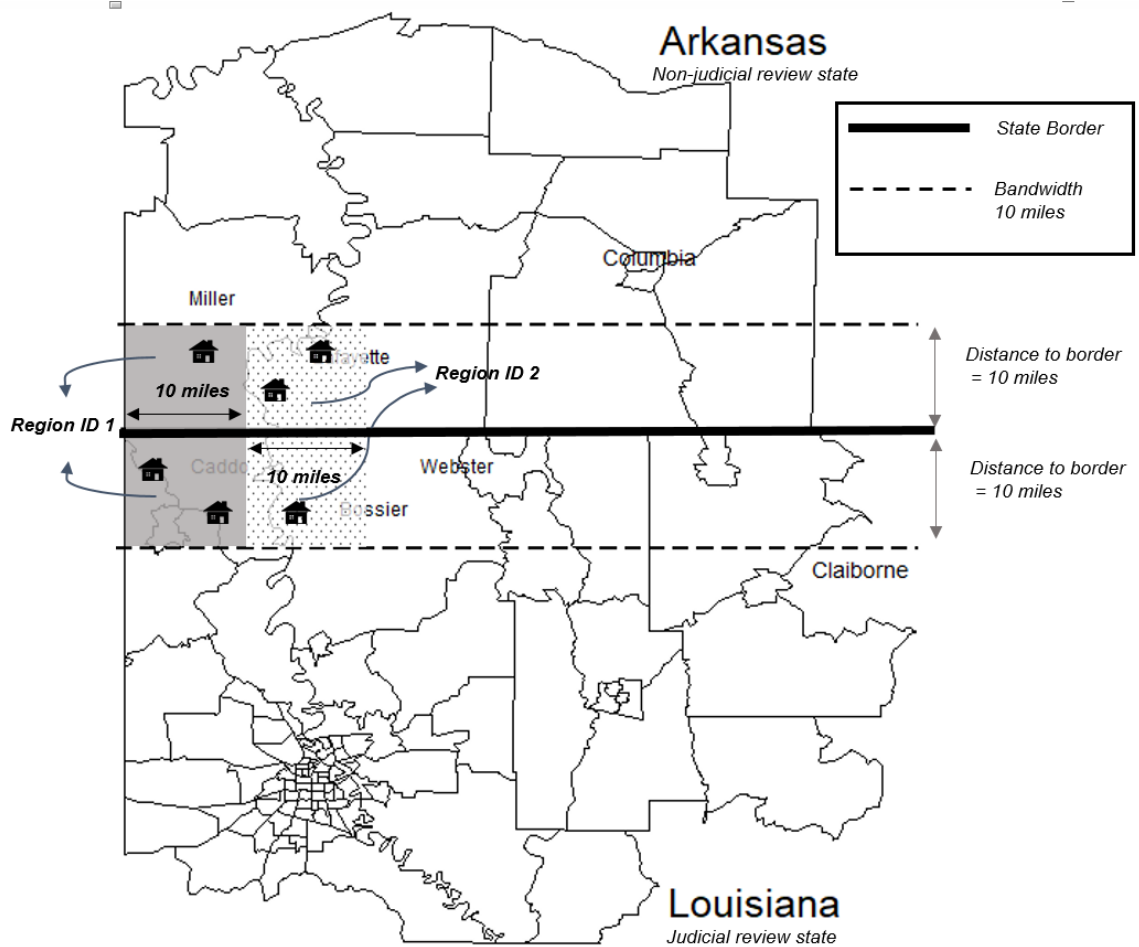 Arkansas
Non-judicial review state
State Border
Bandwidth
10 miles
Columbia
Miller
Distance to border
= 10 miles
Region ID 2
10 miles
Region ID 1
Caddo
10 miles
Webster
Distance to border
= 10 miles
Bossier
Claiborne
Louisiana
Judicial review state